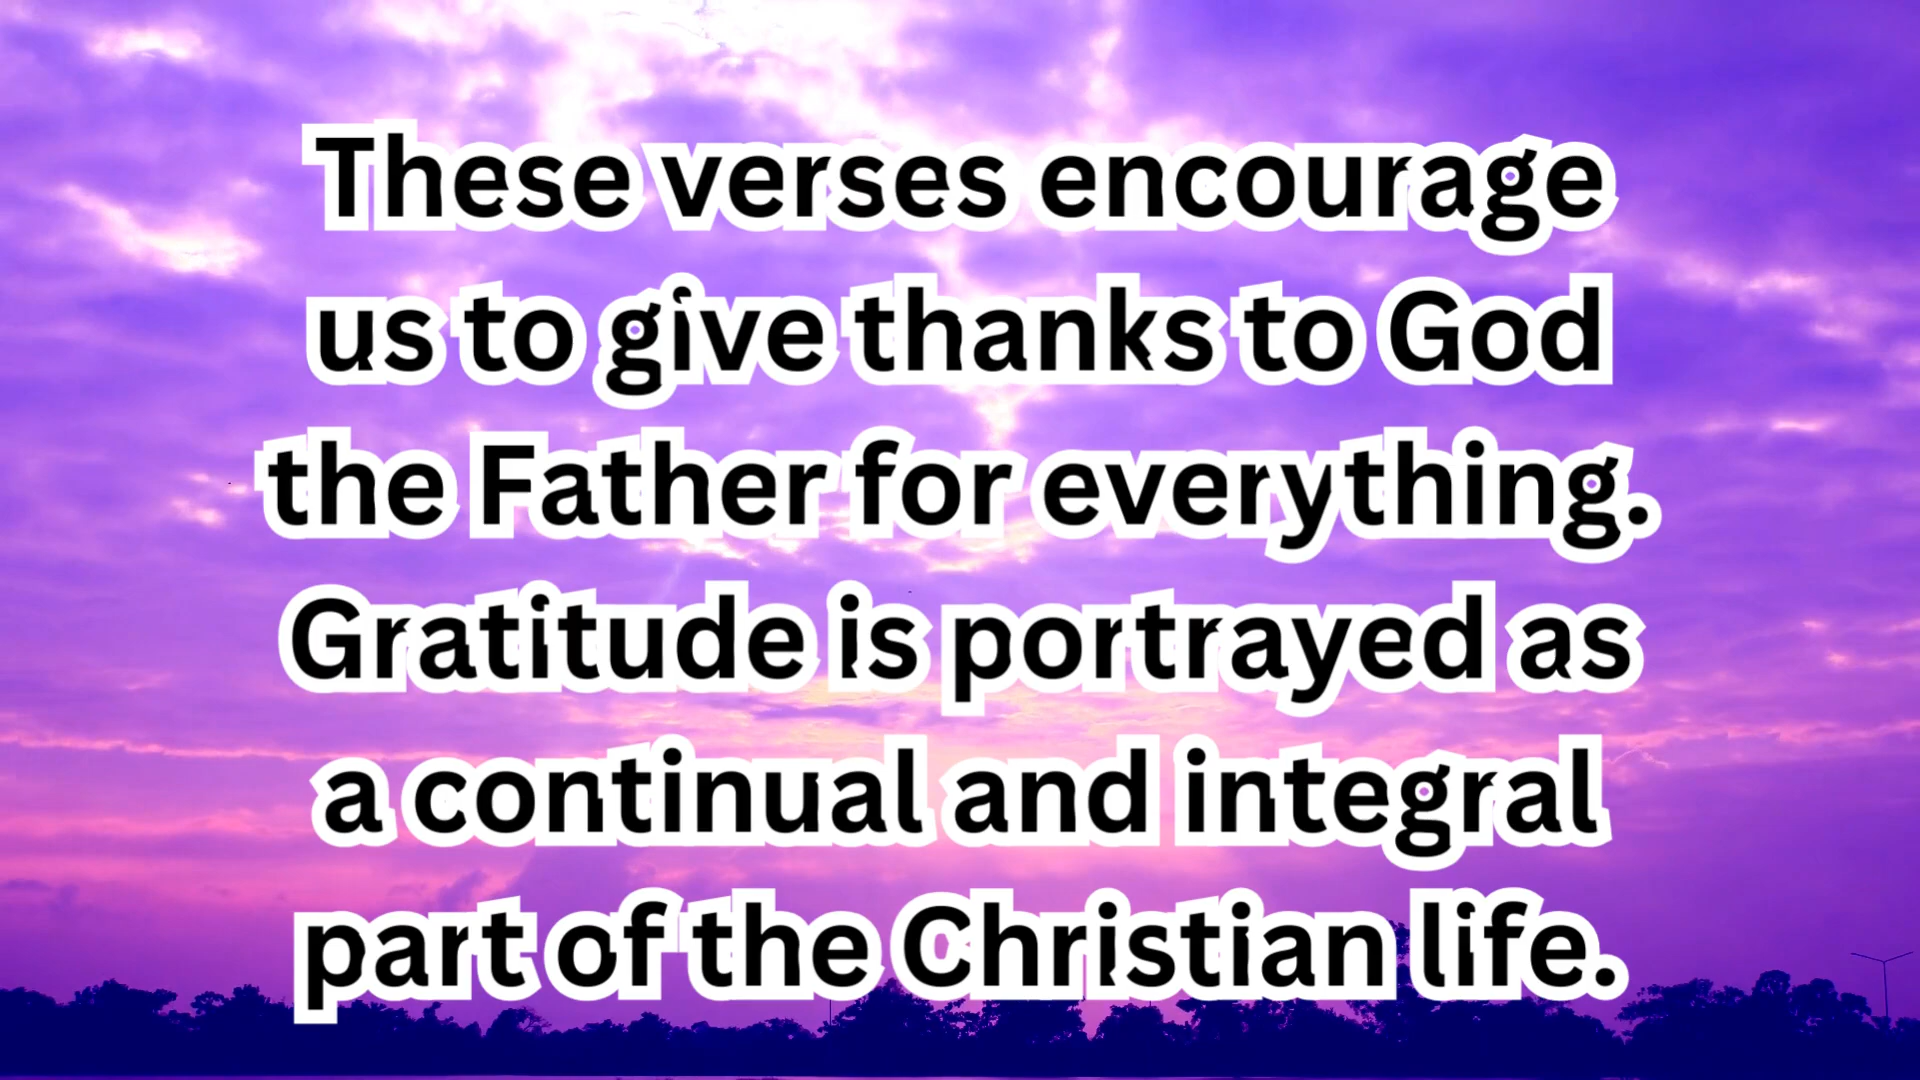 These verses encourage
us to give thanks to God
the Father for everything.
Gratitude is portrayed as
a continual and integral
part of the Christian life.